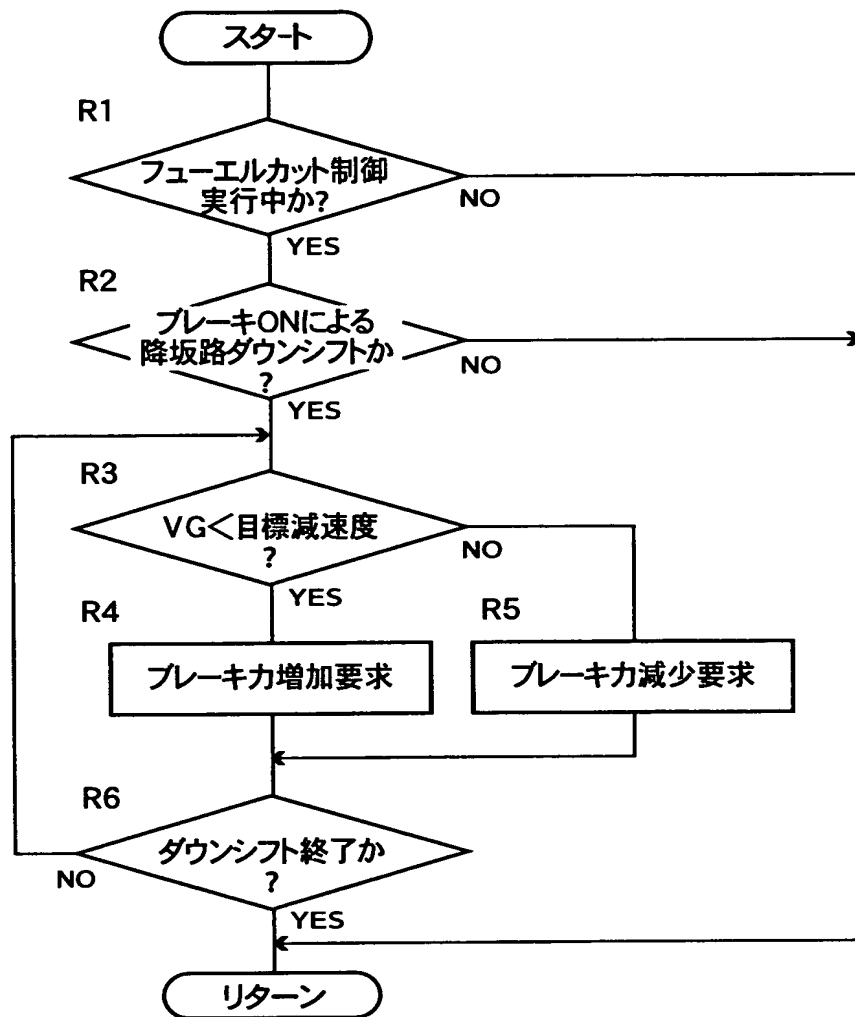 スタート
R1
フューエルカット制御
実行中か?
NO
YES
R2
ブレーキONによる
降坂路ダウンシフトか
?
NO
YES
R3
VG<目標減速度
?
NO
YES
R4
R5
ブレーキ力増加要求
ブレーキ力減少要求
R6
ダウンシフト終了か
?
NO
YES
リターン